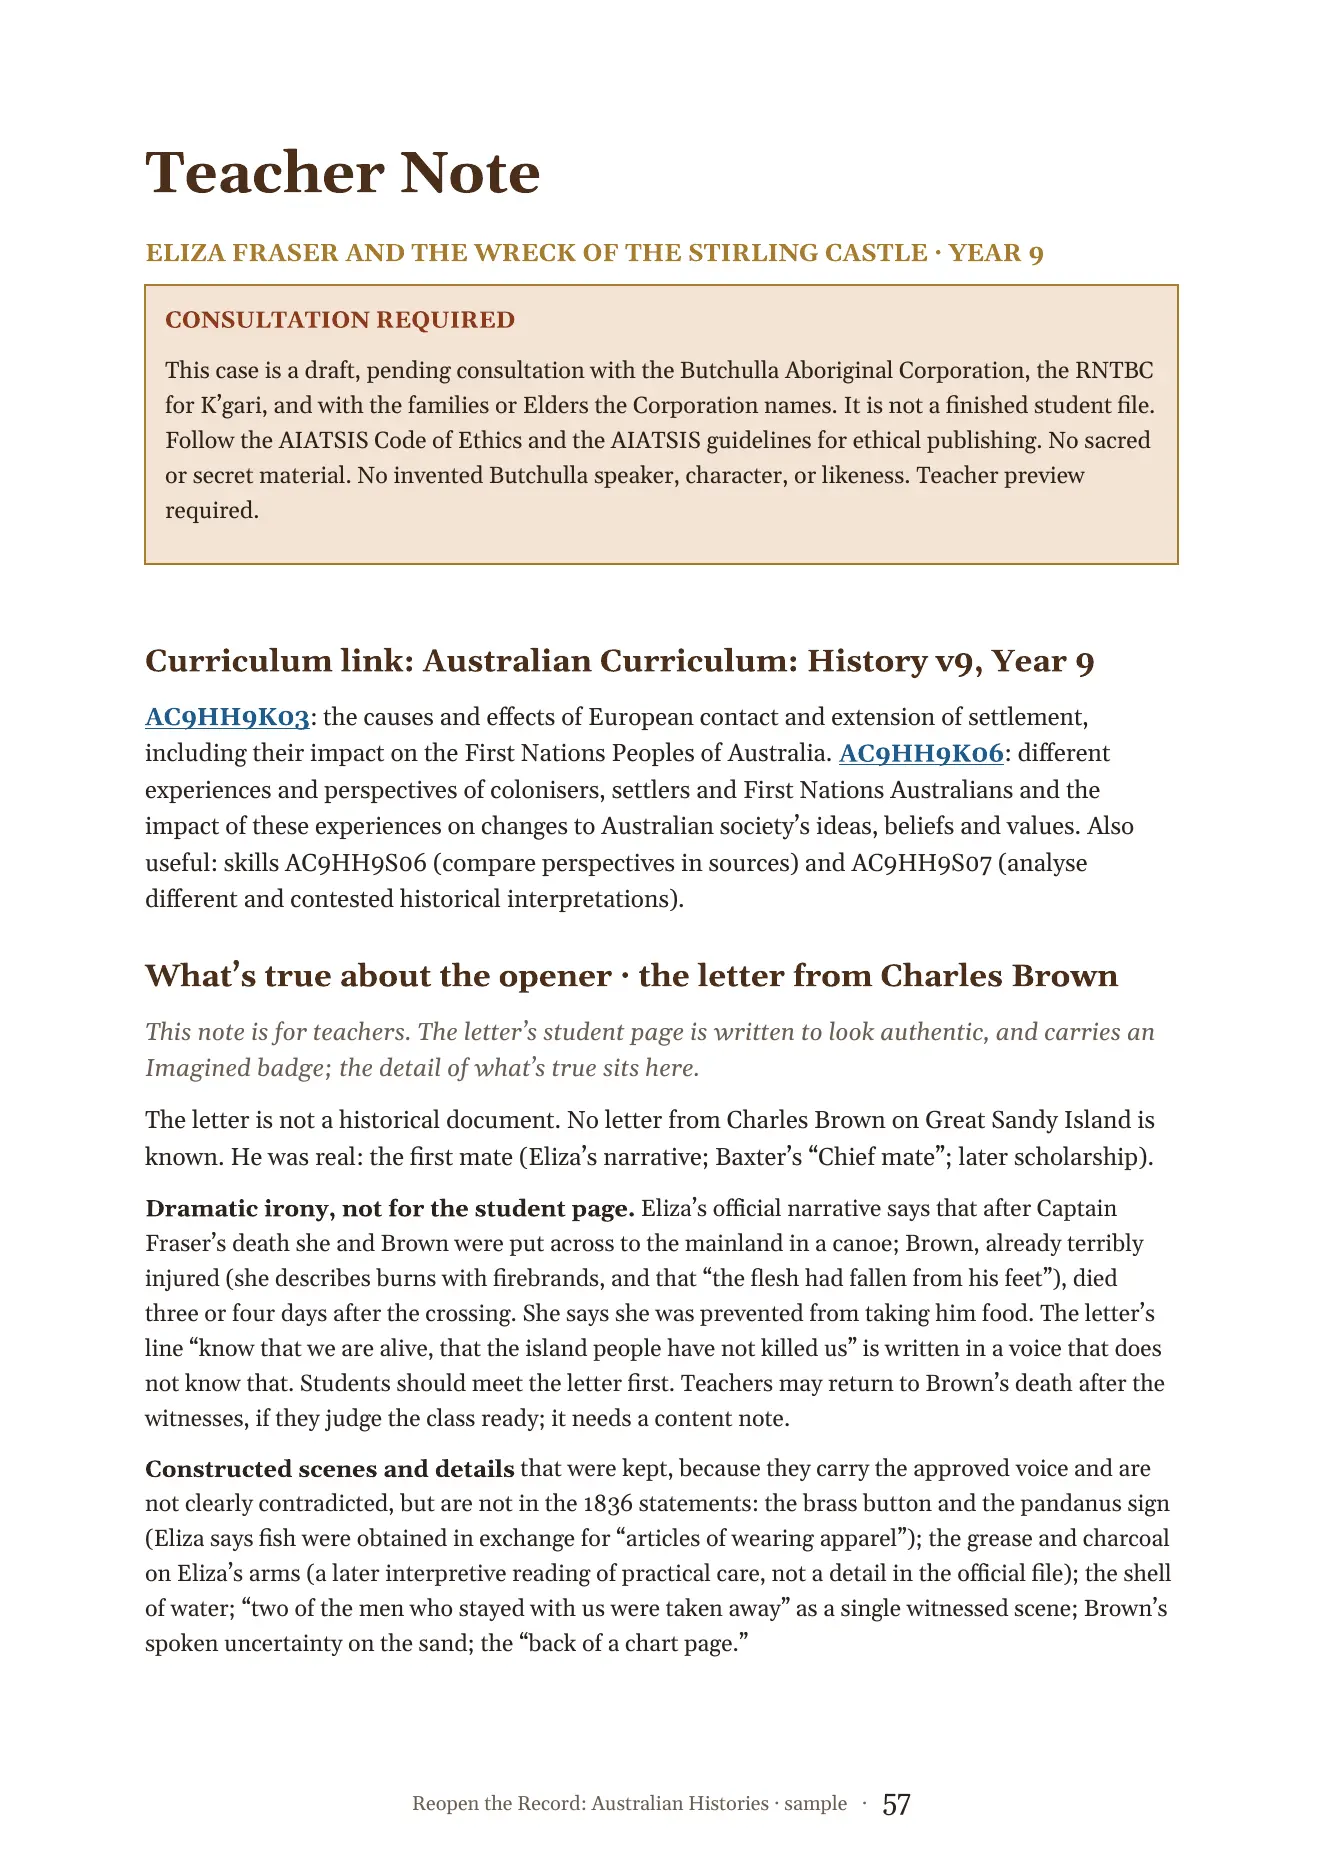 Teacher Note
ELIZA FRASER AND THE WRECK OF THE STIRLING CASTLE · YEAR 9
CONSULTATION REQUIRED
This case is a draft, pending consultation with the Butchulla Aboriginal Corporation, the RNTBC
for K’gari, and with the families or Elders the Corporation names. It is not a finished student file.
Follow the AIATSIS Code of Ethics and the AIATSIS guidelines for ethical publishing. No sacred
or secret material. No invented Butchulla speaker, character, or likeness. Teacher preview
required.
Curriculum link: Australian Curriculum: History v9, Year 9
AC9HH9K03: the causes and effects of European contact and extension of settlement,
including their impact on the First Nations Peoples of Australia. AC9HH9K06: different
experiences and perspectives of colonisers, settlers and First Nations Australians and the
impact of these experiences on changes to Australian society’s ideas, beliefs and values. Also
useful: skills AC9HH9S06 (compare perspectives in sources) and AC9HH9S07 (analyse
different and contested historical interpretations).
What’s true about the opener · the letter from Charles Brown
This note is for teachers. The letter’s student page is written to look authentic, and carries an
Imagined badge; the detail of what’s true sits here.
The letter is not a historical document. No letter from Charles Brown on Great Sandy Island is
known. He was real: the first mate (Eliza’s narrative; Baxter’s “Chief mate”; later scholarship).
Dramatic irony, not for the student page. Eliza’s official narrative says that after Captain
Fraser’s death she and Brown were put across to the mainland in a canoe; Brown, already terribly
injured (she describes burns with firebrands, and that “the flesh had fallen from his feet”), died
three or four days after the crossing. She says she was prevented from taking him food. The letter’s
line “know that we are alive, that the island people have not killed us” is written in a voice that does
not know that. Students should meet the letter first. Teachers may return to Brown’s death after the
witnesses, if they judge the class ready; it needs a content note.
Constructed scenes and details that were kept, because they carry the approved voice and are
not clearly contradicted, but are not in the 1836 statements: the brass button and the pandanus sign
(Eliza says fish were obtained in exchange for “articles of wearing apparel”); the grease and charcoal
on Eliza’s arms (a later interpretive reading of practical care, not a detail in the official file); the shell
of water; “two of the men who stayed with us were taken away” as a single witnessed scene; Brown’s
spoken uncertainty on the sand; the “back of a chart page.”
Reopen the Record: Australian Histories · sample · 57